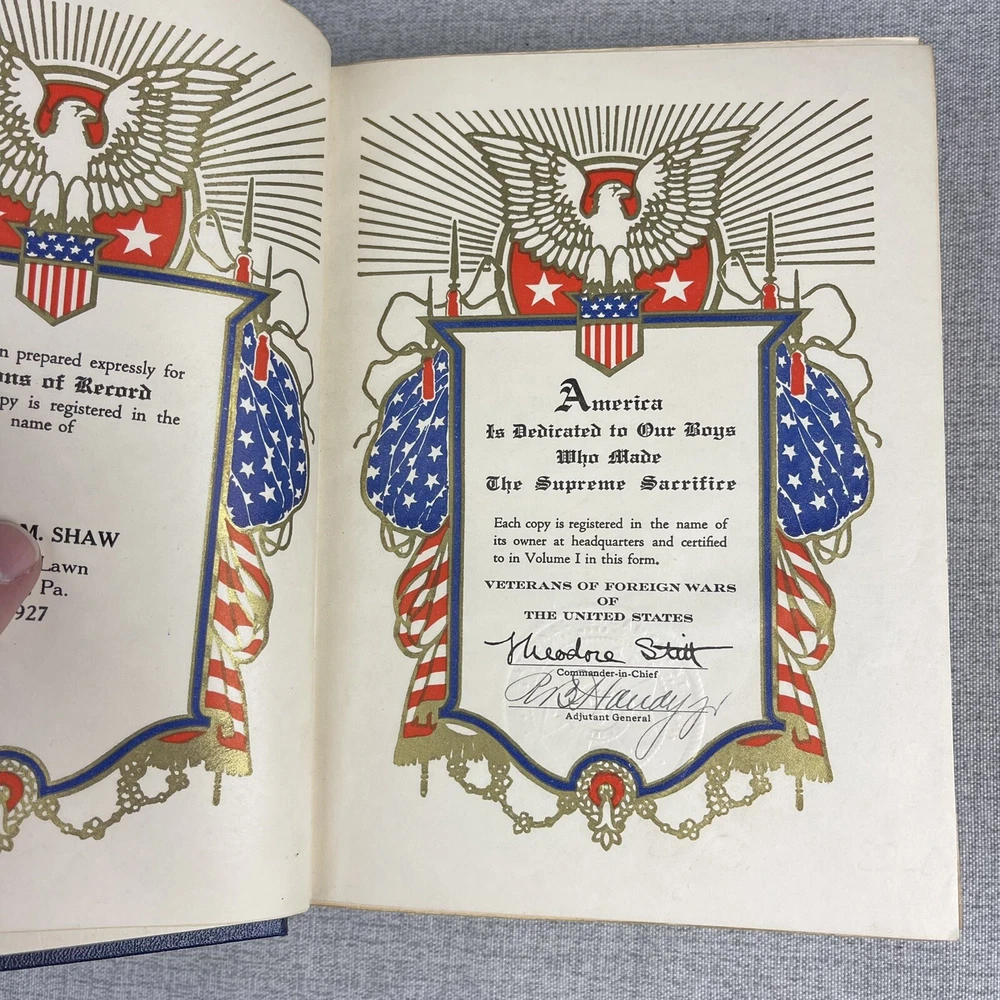 n prepared expressly for
ns of Record
py is registered in the
name of
M. SHAW
Lawn
, Pa.
927
America
Is Dedicated to Our Boys
Who Made
The Supreme Sacrifice
Each copy is registered in the name of
its owner at headquarters and certified
to in Volume I in this form.
VETERANS OF FOREIGN WARS
OF
THE UNITED STATES
Theodore Stitt
Commander-in-Chief
R B Handy Jr
Adjutant General